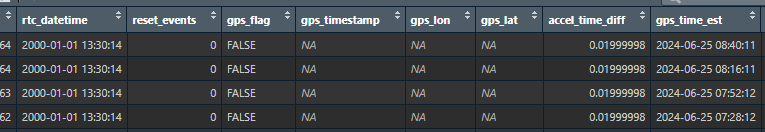 rtc_datetime reset_events gps_flag gps_timestamp gps_lon gps_lat accel_time_diff gps_time_est
64 2000-01-01 13:30:14 0 FALSE NA NA NA 0.01999998 2024-06-25 08:40:11
64 2000-01-01 13:30:14 0 FALSE NA NA NA 0.01999998 2024-06-25 08:16:11
63 2000-01-01 13:30:14 0 FALSE NA NA NA 0.01999998 2024-06-25 07:52:12
62 2000-01-01 13:30:14 0 FALSE NA NA NA 0.01999998 2024-06-25 07:28:12